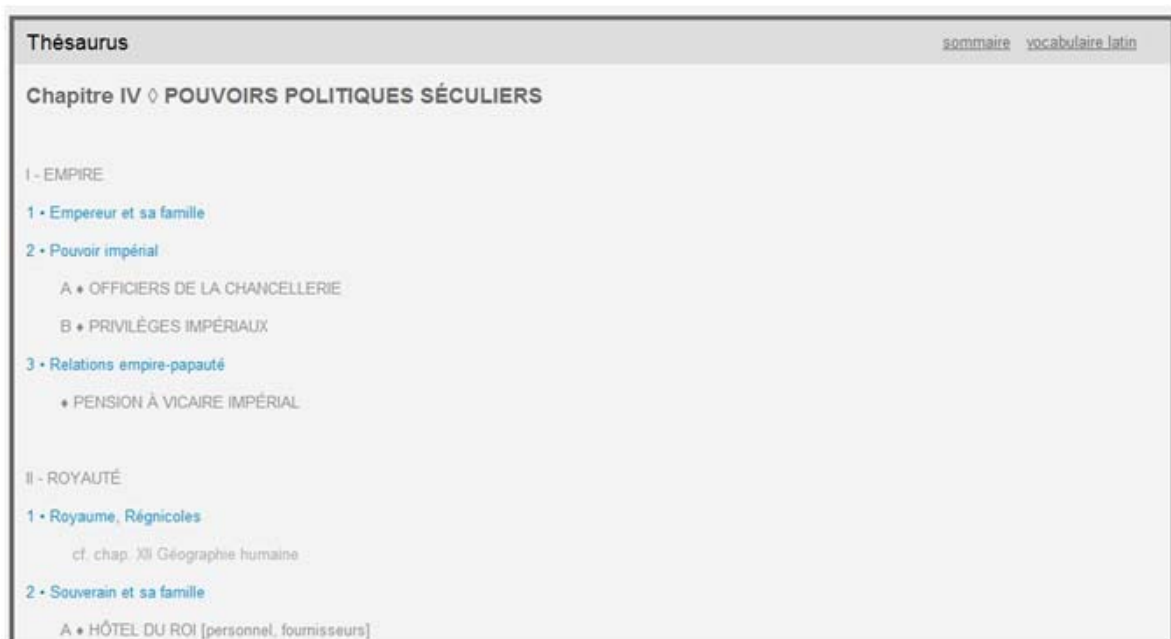 Thésaurus
sommaire vocabulaire latin
Chapitre IV ◊ POUVOIRS POLITIQUES SÉCULIERS
I - EMPIRE
1 • Empereur et sa famille
2 • Pouvoir impérial
A ♦ OFFICIERS DE LA CHANCELLERIE
B ♦ PRIVILÈGES IMPÉRIAUX
3 • Relations empire-papauté
♦ PENSION À VICAIRE IMPÉRIAL
II - ROYAUTÉ
1 • Royaume, Régnicoles
cf. chap. XII Géographie humaine
2 • Souverain et sa famille
A ♦ HÔTEL DU ROI [personnel, fournisseurs]